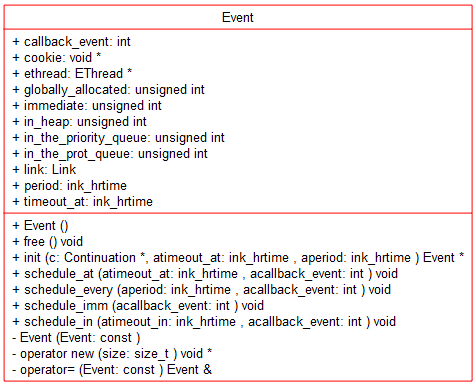 Event
+ callback_event: int
+ cookie: void *
+ ethread: EThread *
+ globally_allocated: unsigned int
+ immediate: unsigned int
+ in_heap: unsigned int
+ in_the_priority_queue: unsigned int
+ in_the_prot_queue: unsigned int
+ link: Link
+ period: ink_hrtime
+ timeout_at: ink_hrtime
+ Event ()
+ free () void
+ init (c: Continuation *, atimeout_at: ink_hrtime , aperiod: ink_hrtime ) Event *
+ schedule_at (atimeout_at: ink_hrtime , acallback_event: int ) void
+ schedule_every (aperiod: ink_hrtime , acallback_event: int ) void
+ schedule_imm (acallback_event: int ) void
+ schedule_in (atimeout_in: ink_hrtime , acallback_event: int ) void
- Event (Event: const )
- operator new (size: size_t ) void *
- operator= (Event: const ) Event &